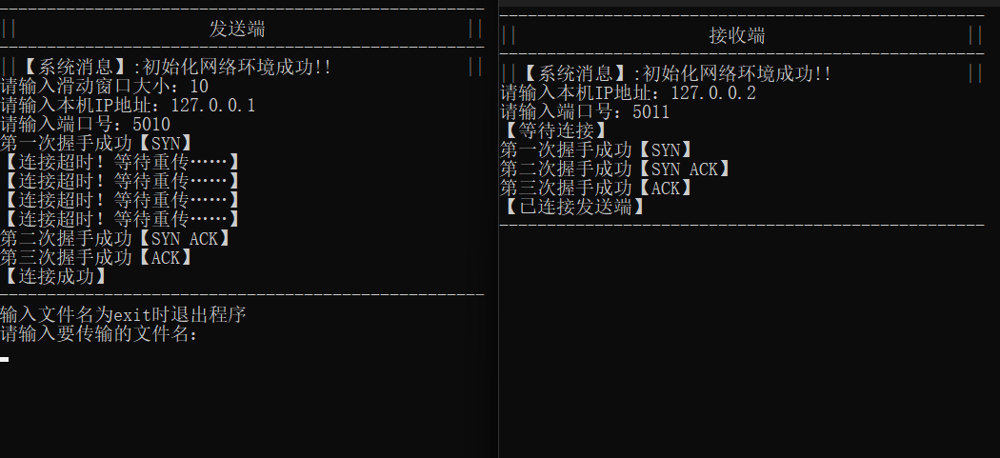 发送端
【系统消息】:初始化网络环境成功!!
请输入滑动窗口大小: 10
请输入本机IP地址: 127.0.0.1
请输入端口号: 5010
第一次握手成功【SYN】
【连接超时! 等待重传……】
【连接超时! 等待重传……】
【连接超时! 等待重传……】
【连接超时! 等待重传……】
第二次握手成功【SYN ACK】
第三次握手成功【ACK】
【连接成功】
输入文件名为exit时退出程序
请输入要传输的文件名:
接收端
【系统消息】:初始化网络环境成功!!
请输入本机IP地址: 127.0.0.2
请输入端口号: 5011
【等待连接】
第一次握手成功【SYN】
第二次握手成功【SYN ACK】
第三次握手成功【ACK】
【已连接发送端】